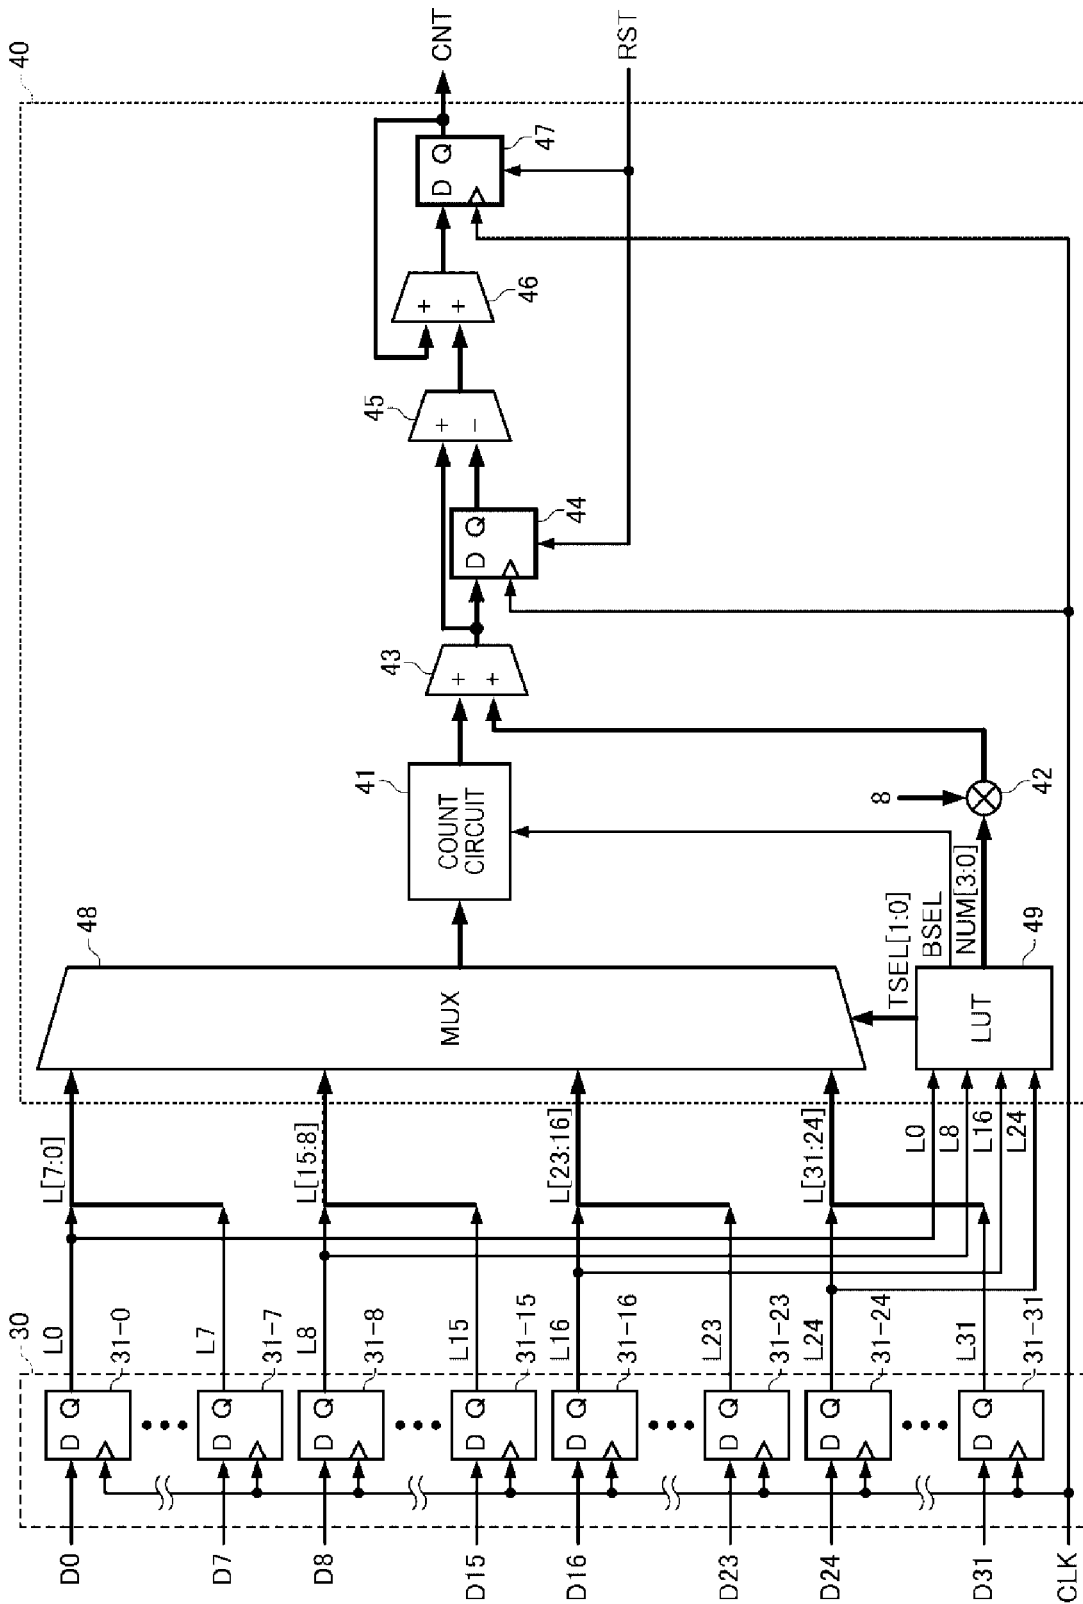 40
CNT
RST
D Q
47
+
+
46
45
+
−
D Q
44
43
+
+
41
COUNT
CIRCUIT
8
42
48
MUX
TSEL[1:0]
BSEL
NUM[3:0]
LUT
49
L[7:0]
L[15:8]
L[23:16]
L[31:24]
L0
L8
L16
L24
30
L0
31-0
L7
31-7
L8
31-8
L15
31-15
L16
31-16
L23
31-23
L24
31-24
L31
31-31
D Q
D Q
D Q
D Q
D Q
D Q
D Q
D Q
D0
D7
D8
D15
D16
D23
D24
D31
CLK